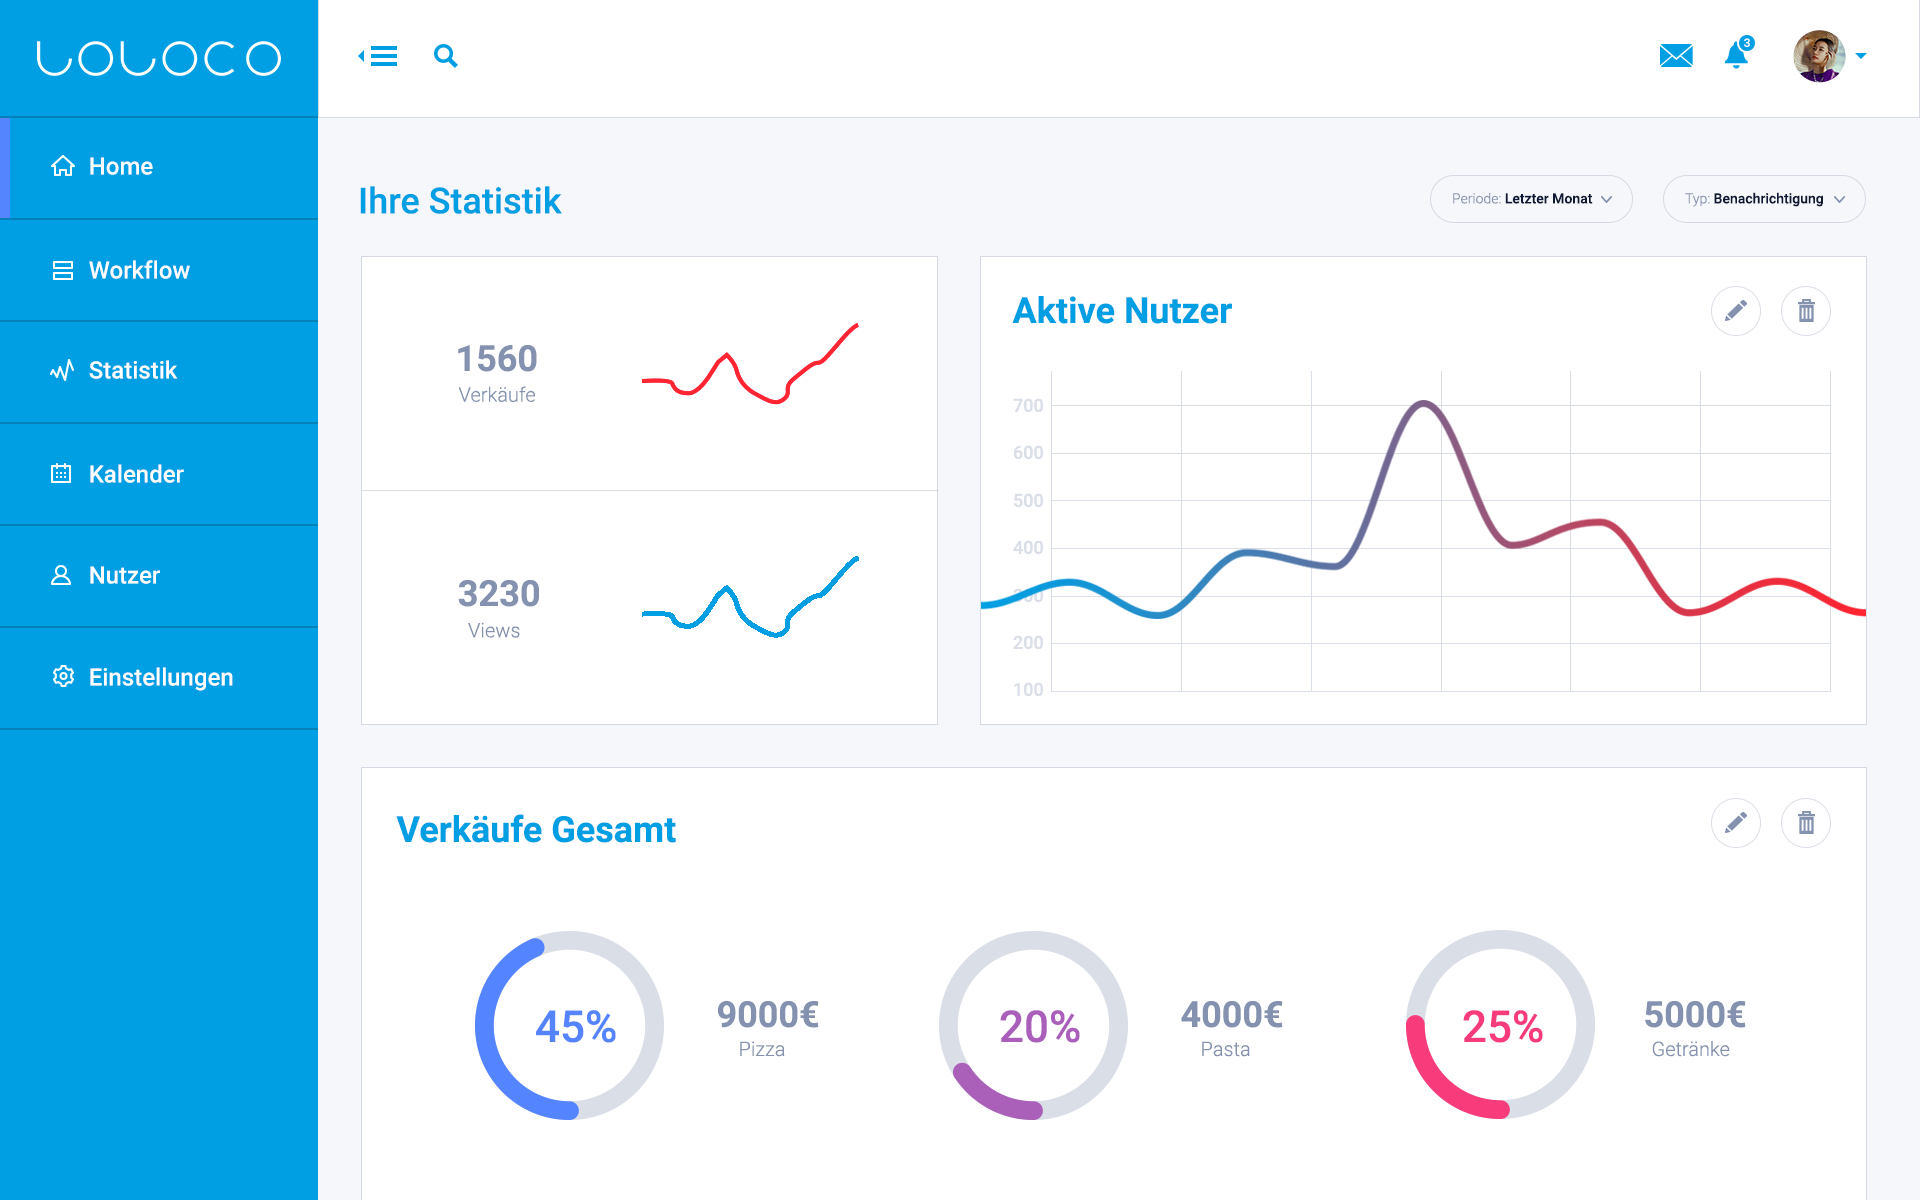 LOLOCO
3
Home
Workflow
Statistik
Kalender
Nutzer
Einstellungen
Ihre Statistik
Periode: Letzter Monat
Typ: Benachrichtigung
1560
Verkäufe
3230
Views
Aktive Nutzer
700
600
500
400
300
200
100
Verkäufe Gesamt
45%
9000€
Pizza
20%
4000€
Pasta
25%
5000€
Getränke